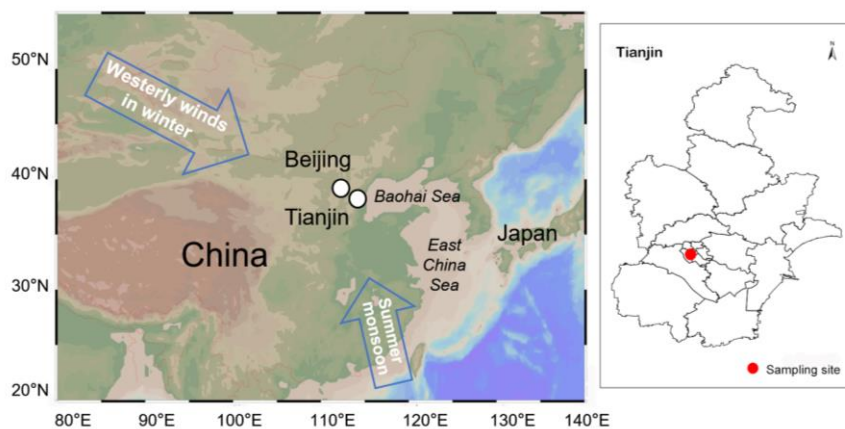 50°N
40°N
30°N
20°N
80°E
90°E
100°E
110°E
120°E
130°E
140°E
Westerly winds
in winter
Beijing
Tianjin
Baohai Sea
China
East
China
Sea
Japan
Summer
monsoon
Tianjin
N
Sampling site